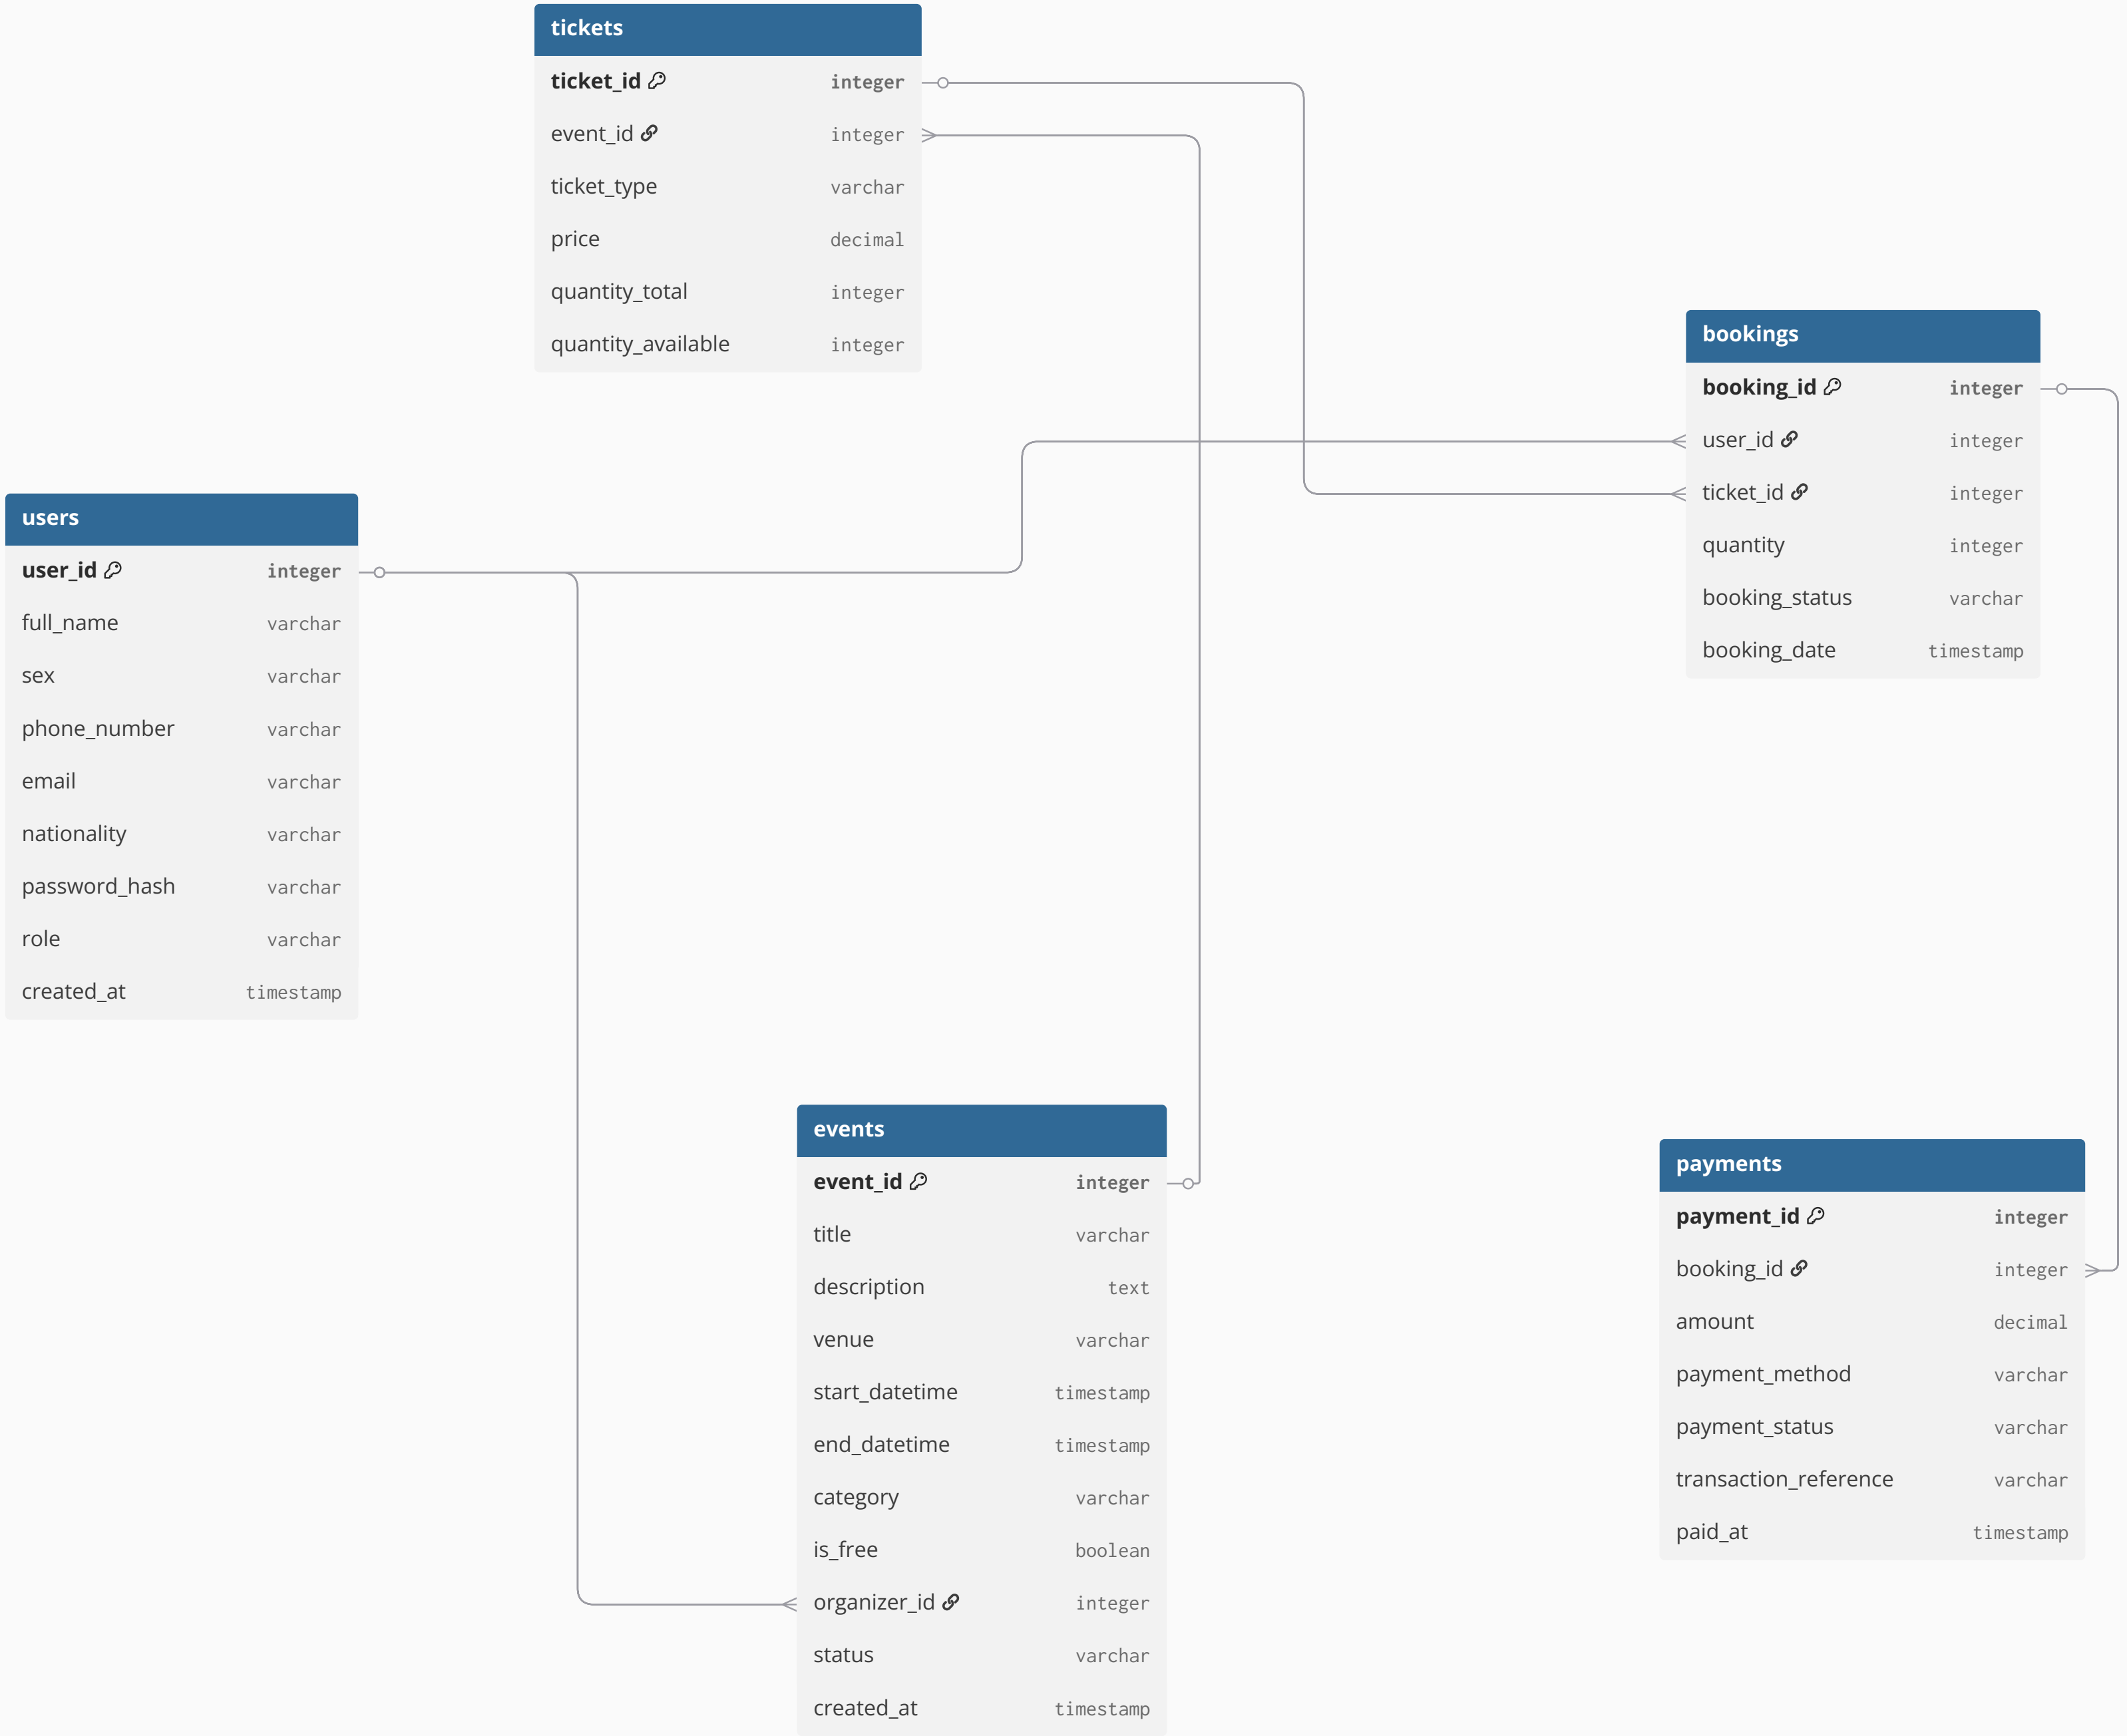 tickets
ticket_id integer
event_id integer
ticket_type varchar
price decimal
quantity_total integer
quantity_available integer
bookings
booking_id integer
user_id integer
ticket_id integer
quantity integer
booking_status varchar
booking_date timestamp
users
user_id integer
full_name varchar
sex varchar
phone_number varchar
email varchar
nationality varchar
password_hash varchar
role varchar
created_at timestamp
events
event_id integer
title varchar
description text
venue varchar
start_datetime timestamp
end_datetime timestamp
category varchar
is_free boolean
organizer_id integer
status varchar
created_at timestamp
payments
payment_id integer
booking_id integer
amount decimal
payment_method varchar
payment_status varchar
transaction_reference varchar
paid_at timestamp